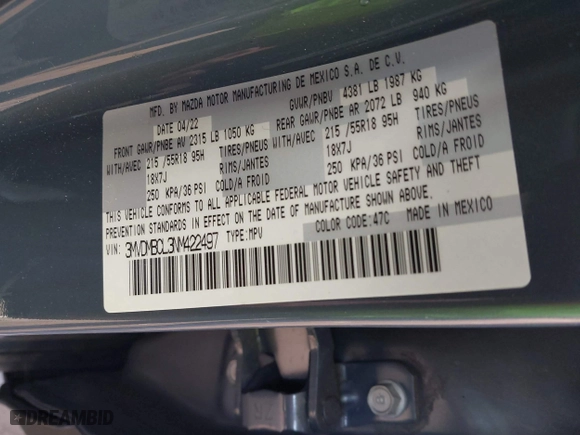 MFD. BY MAZDA MOTOR MANUFACTURING DE MEXICO S.A. DE C.V.
DATE 04/22 GVWR/PNBV 4381 LB 1987 KG
FRONT GAWR/PNBE AV 2315 LB 1050 KG REAR GAWR/PNBE AR 2072 LB 940 KG
WITH/AVEC 215 /55R18 95H TIRES/PNEUS WITH/AVEC 215 /55R18 95H TIRES/PNEUS
18X7J RIMS/JANTES 18X7J RIMS/JANTES
250 KPA/36 PSI COLD/A FROID 250 KPA/36 PSI COLD/A FROID
THIS VEHICLE CONFORMS TO ALL APPLICABLE FEDERAL MOTOR VEHICLE SAFETY AND THEFT
PREVENTION STANDARDS IN EFFECT ON THE DATE OF MANUFACTURE SHOWN ABOVE.
VIN: 3MVDMBCL3NM422497 TYPE:MPV COLOR CODE:47C MADE IN MEXICO
DREAMBID